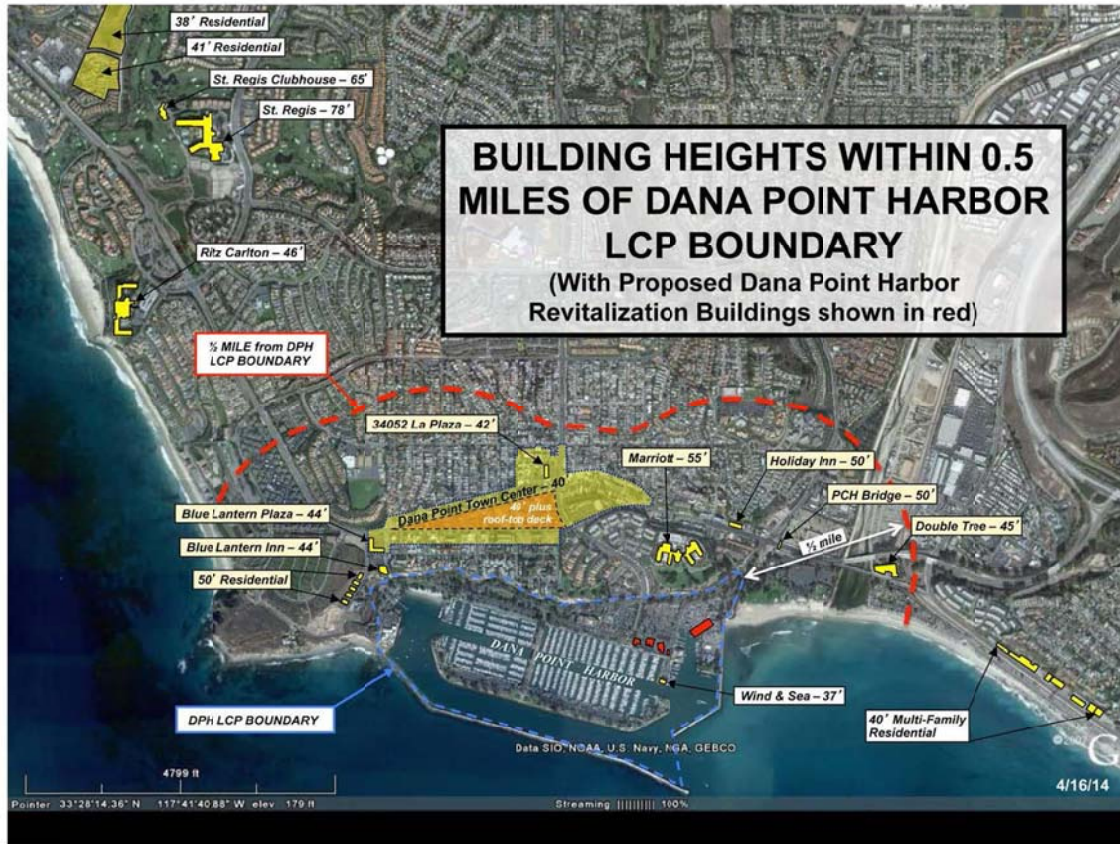 38' Residential
41' Residential
St. Regis Clubhouse – 65'
St. Regis – 78'
BUILDING HEIGHTS WITHIN 0.5
MILES OF DANA POINT HARBOR
LCP BOUNDARY
(With Proposed Dana Point Harbor
Revitalization Buildings shown in red)
Ritz Carlton – 46'
½ MILE from DPH
LCP BOUNDARY
34052 La Plaza – 42'
Marriott – 55'
Holiday Inn – 50'
PCH Bridge – 50'
Dana Point Town Center – 40'
plus
roof-top deck
Blue Lantern Plaza – 44'
Double Tree – 45'
½ mile
Blue Lantern Inn – 44'
50' Residential
DANA POINT HARBOR
Wind & Sea – 37'
DPH LCP BOUNDARY
40' Multi-Family
Residential
Data SIO, NOAA, U.S. Navy, NGA, GEBCO
G
4799 ft
4/16/14
Pointer 33°28'14.36" N 117°41'40.88" W elev 179 ft
Streaming |||||||||| 100%